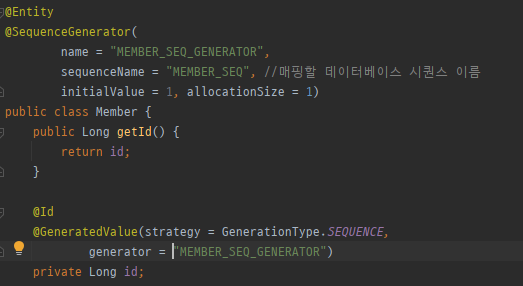 @Entity
@SequenceGenerator(
name = "MEMBER_SEQ_GENERATOR",
sequenceName = "MEMBER_SEQ", //매핑할 데이터베이스 시퀀스 이름
initialValue = 1, allocationSize = 1)
public class Member {
public Long getId() {
return id;
}
@Id
@GeneratedValue(strategy = GenerationType.SEQUENCE,
generator = "MEMBER_SEQ_GENERATOR")
private Long id;